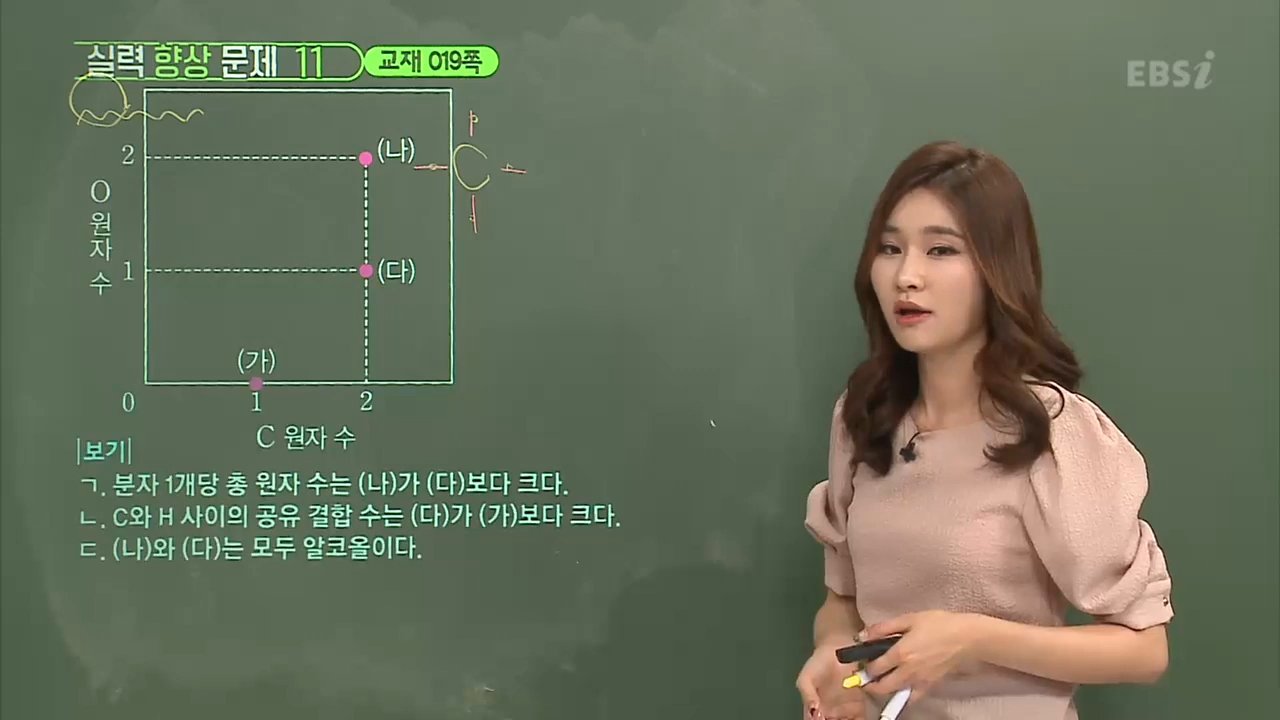 실력 향상 문제 11 교재 019쪽
EBSi
2
(나)
C
O 원자 수
1
(다)
(가)
0
1
2
C 원자 수
보기
ㄱ. 분자 1개당 총 원자 수는 (나)가 (다)보다 크다.
ㄴ. C와 H 사이의 공유 결합 수는 (다)가 (가)보다 크다.
ㄷ. (나)와 (다)는 모두 알코올이다.